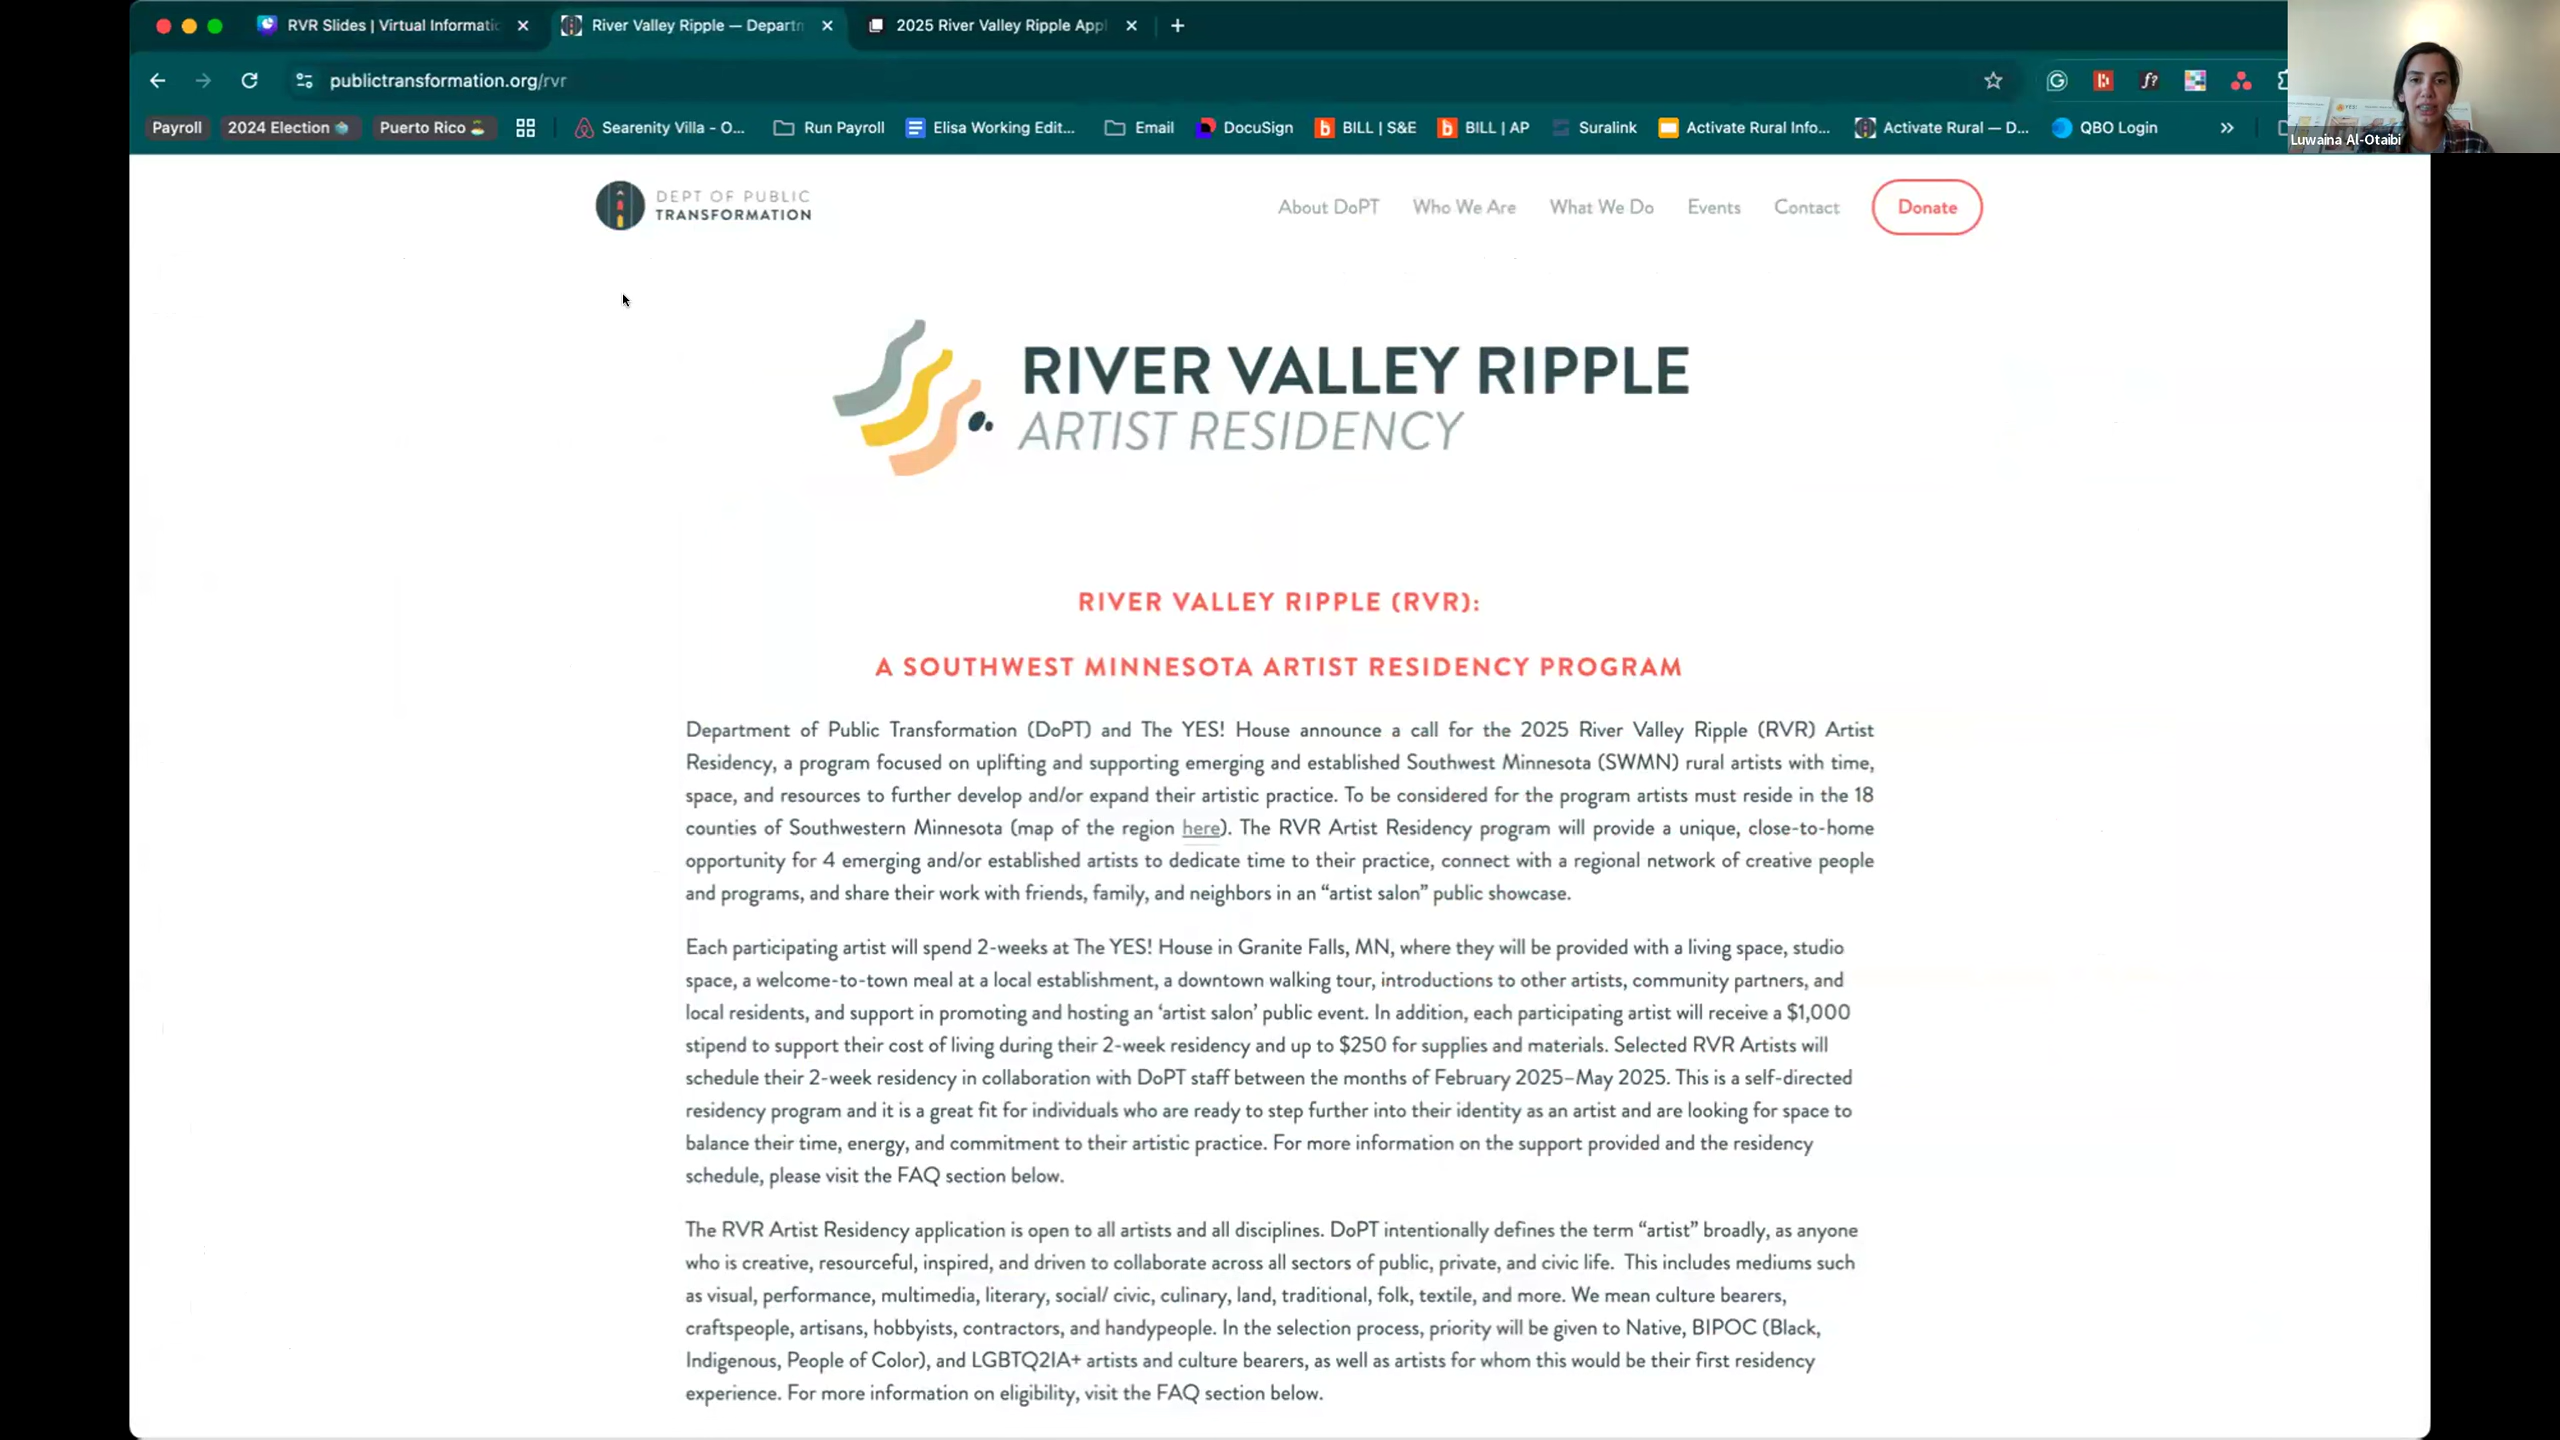 RVR Slides | Virtual Informatic
River Valley Ripple — Departm
2025 River Valley Ripple Appl
publictransformation.org/rvr
Payroll
2024 Election
Puerto Rico
Searenity Villa - O...
Run Payroll
Elisa Working Edit...
Email
DocuSign
BILL | S&E
BILL | AP
Suralink
Activate Rural Info...
Activate Rural — D...
QBO Login
Luwaina Al-Otaibi
DEPT OF PUBLIC
TRANSFORMATION
About DoPT
Who We Are
What We Do
Events
Contact
Donate
RIVER VALLEY RIPPLE
ARTIST RESIDENCY
RIVER VALLEY RIPPLE (RVR):
A SOUTHWEST MINNESOTA ARTIST RESIDENCY PROGRAM
Department of Public Transformation (DoPT) and The YES! House announce a call for the 2025 River Valley Ripple (RVR) Artist
Residency, a program focused on uplifting and supporting emerging and established Southwest Minnesota (SWMN) rural artists with time,
space, and resources to further develop and/or expand their artistic practice. To be considered for the program artists must reside in the 18
counties of Southwestern Minnesota (map of the region here). The RVR Artist Residency program will provide a unique, close-to-home
opportunity for 4 emerging and/or established artists to dedicate time to their practice, connect with a regional network of creative people
and programs, and share their work with friends, family, and neighbors in an “artist salon” public showcase.
Each participating artist will spend 2-weeks at The YES! House in Granite Falls, MN, where they will be provided with a living space, studio
space, a welcome-to-town meal at a local establishment, a downtown walking tour, introductions to other artists, community partners, and
local residents, and support in promoting and hosting an ‘artist salon’ public event. In addition, each participating artist will receive a $1,000
stipend to support their cost of living during their 2-week residency and up to $250 for supplies and materials. Selected RVR Artists will
schedule their 2-week residency in collaboration with DoPT staff between the months of February 2025–May 2025. This is a self-directed
residency program and it is a great fit for individuals who are ready to step further into their identity as an artist and are looking for space to
balance their time, energy, and commitment to their artistic practice. For more information on the support provided and the residency
schedule, please visit the FAQ section below.
The RVR Artist Residency application is open to all artists and all disciplines. DoPT intentionally defines the term “artist” broadly, as anyone
who is creative, resourceful, inspired, and driven to collaborate across all sectors of public, private, and civic life. This includes mediums such
as visual, performance, multimedia, literary, social/ civic, culinary, land, traditional, folk, textile, and more. We mean culture bearers,
craftspeople, artisans, hobbyists, contractors, and handypeople. In the selection process, priority will be given to Native, BIPOC (Black,
Indigenous, People of Color), and LGBTQ2IA+ artists and culture bearers, as well as artists for whom this would be their first residency
experience. For more information on eligibility, visit the FAQ section below.